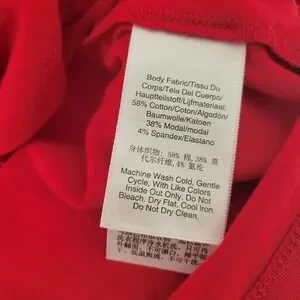 Body Fabric/Tissu Du
Corps/Tela Del Cuerpo/
Hauptteilstoff/Lijfmateriaal:
58% Cotton/Coton/Algodón/
Baumwolle/Katoen
38% Modal/modal
4% Spandex/Elastano
身体织物: 58% 棉, 38% 莫
代尔纤维, 4% 氨纶
Machine Wash Cold, Gentle
Cycle, With Like Colors
Inside Out Only. Do Not
Bleach. Dry Flat, Cool Iron.
Do Not Dry Clean.